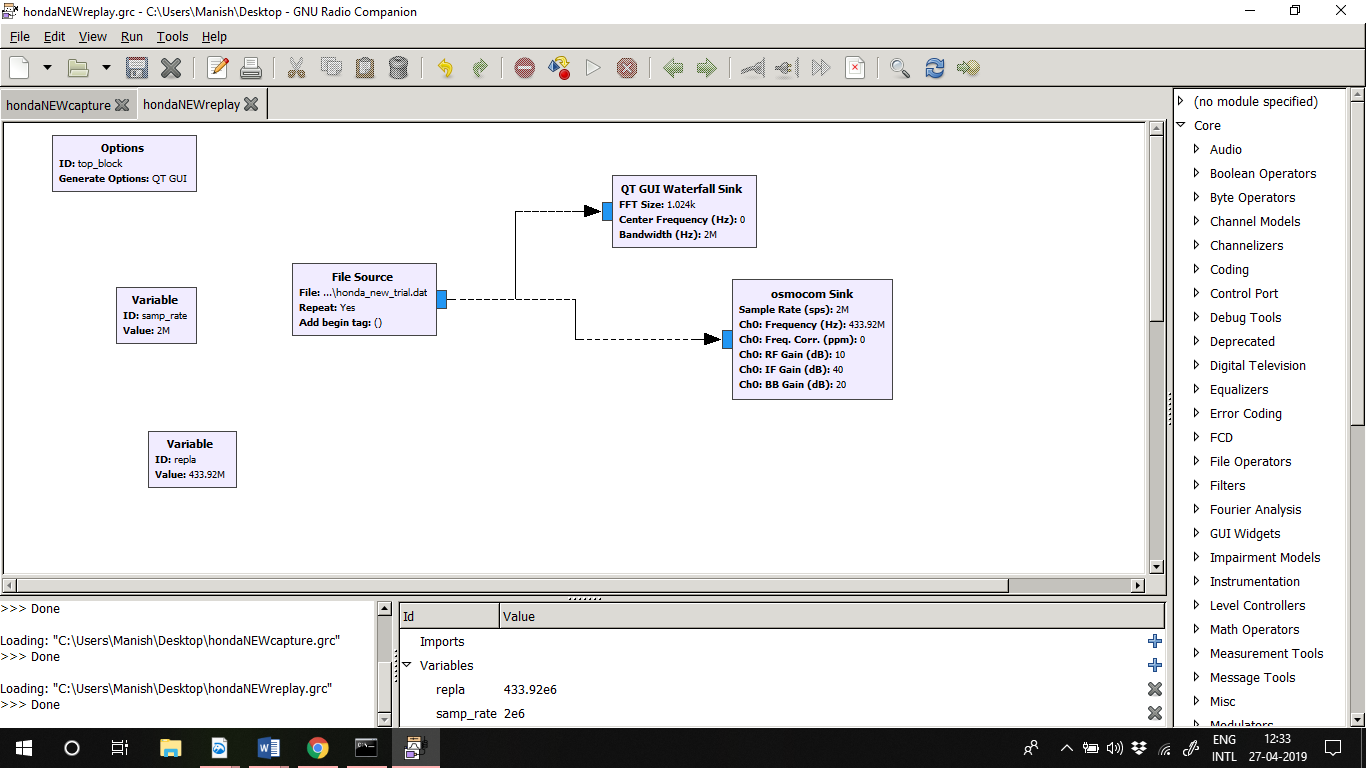 hondaNEWreplay.grc - C:\Users\Manish\Desktop - GNU Radio Companion
File Edit View Run Tools Help
hondaNEWcapture
hondaNEWreplay
Options
ID: top_block
Generate Options: QT GUI
Variable
ID: samp_rate
Value: 2M
Variable
ID: repla
Value: 433.92M
File Source
File: ...\honda_new_trial.dat
Repeat: Yes
Add begin tag: ()
QT GUI Waterfall Sink
FFT Size: 1.024k
Center Frequency (Hz): 0
Bandwidth (Hz): 2M
osmocom Sink
Sample Rate (sps): 2M
Ch0: Frequency (Hz): 433.92M
Ch0: Freq. Corr. (ppm): 0
Ch0: RF Gain (dB): 10
Ch0: IF Gain (dB): 40
Ch0: BB Gain (dB): 20
(no module specified)
Core
Audio
Boolean Operators
Byte Operators
Channel Models
Channelizers
Coding
Control Port
Debug Tools
Deprecated
Digital Television
Equalizers
Error Coding
FCD
File Operators
Filters
Fourier Analysis
GUI Widgets
Impairment Models
Instrumentation
Level Controllers
Math Operators
Measurement Tools
Message Tools
Misc
Modulators
>>> Done
Loading: "C:\Users\Manish\Desktop\hondaNEWcapture.grc"
>>> Done
Loading: "C:\Users\Manish\Desktop\hondaNEWreplay.grc"
>>> Done
Id Value
Imports
Variables
repla 433.92e6
samp_rate 2e6
ENG
INTL
12:33
27-04-2019